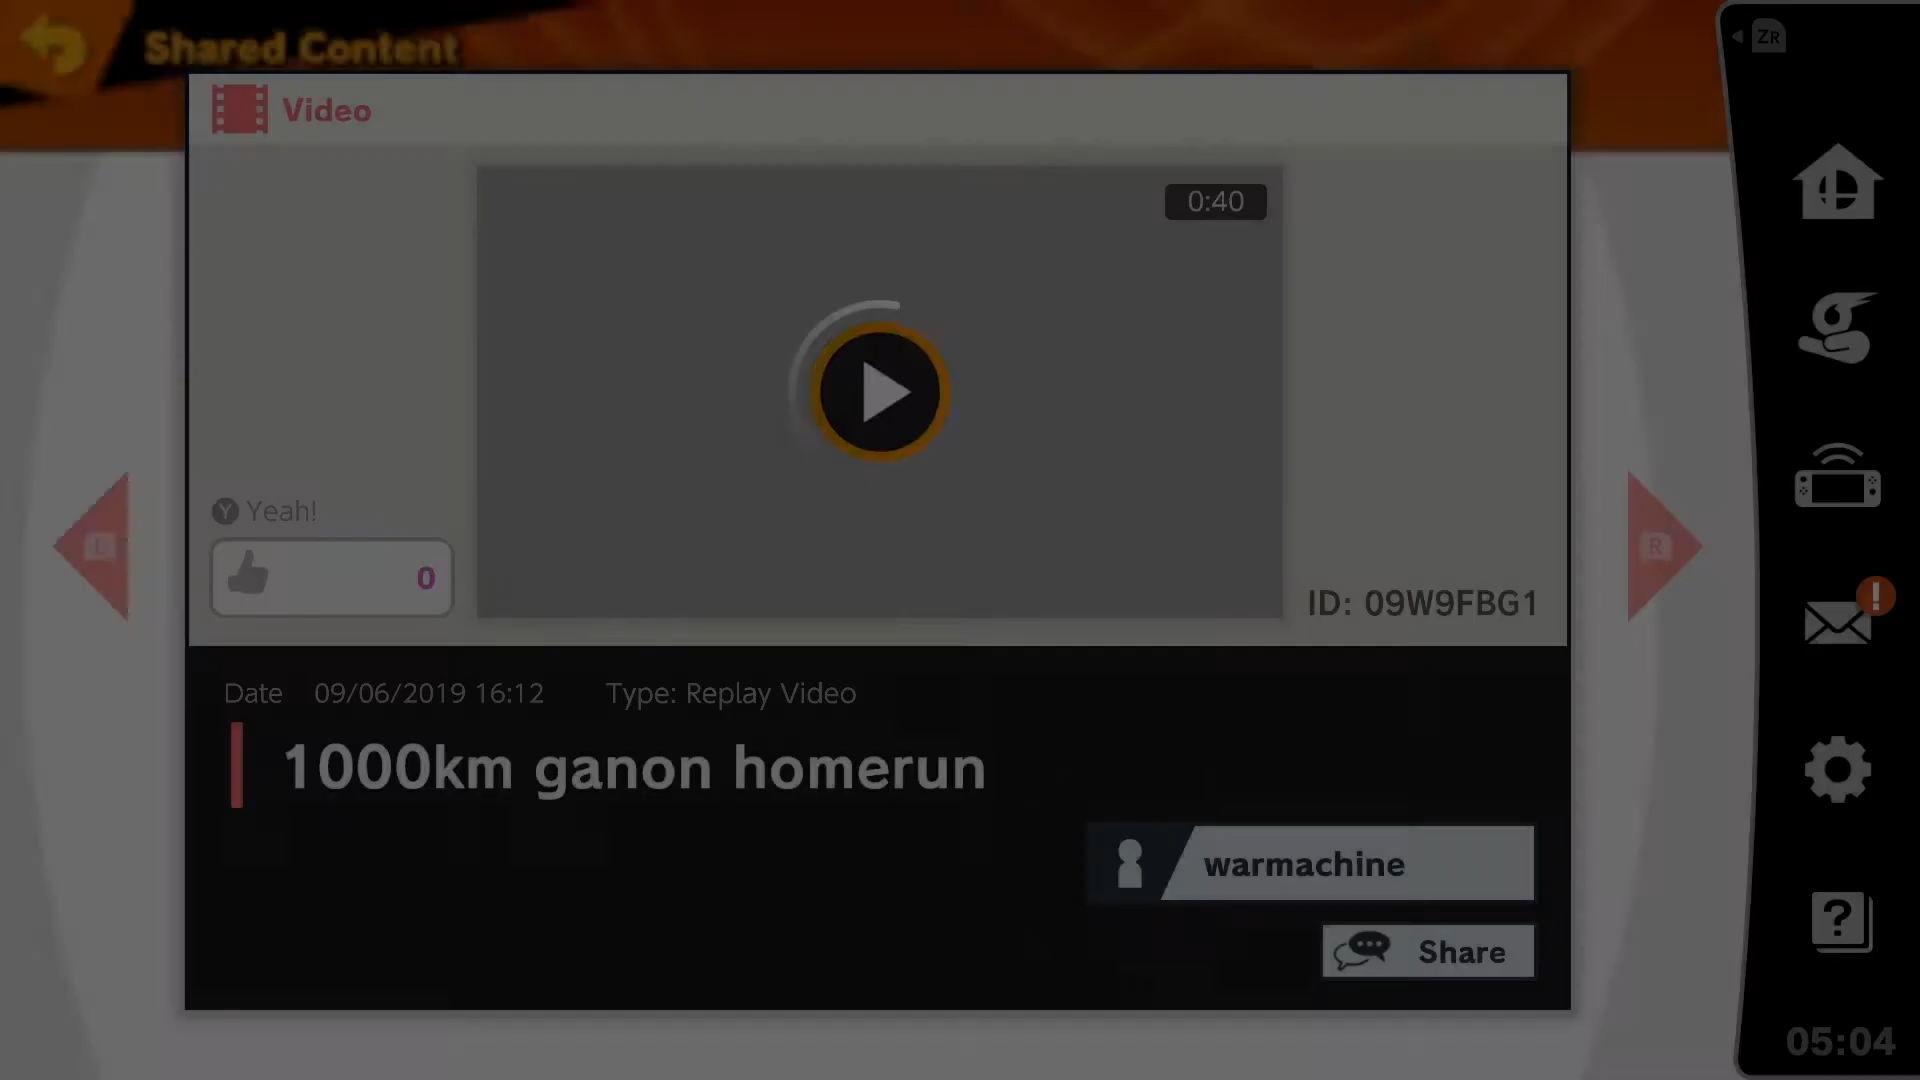 Shared Content
ZR
Video
0:40
Y Yeah!
0
L
R
ID: 09W9FBG1
Date 09/06/2019 16:12 Type: Replay Video
1000km ganon homerun
warmachine
Share
05:04